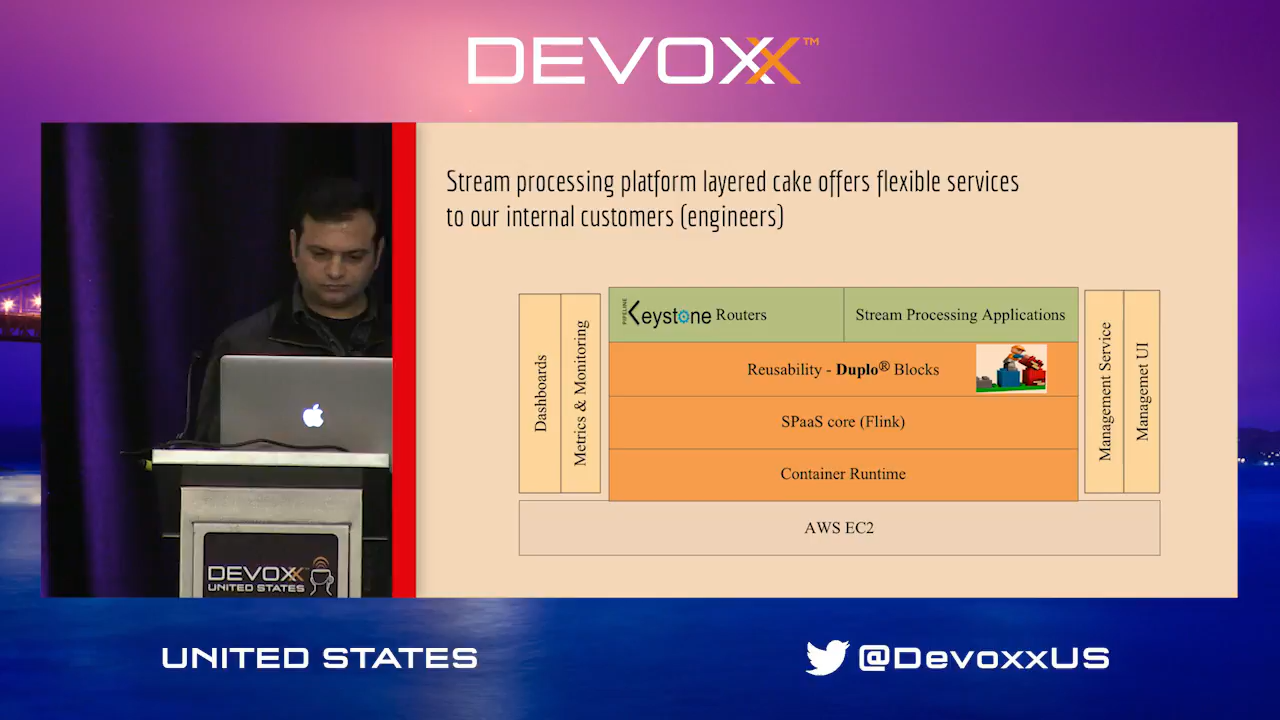 DEVOXX™
Stream processing platform layered cake offers flexible services
to our internal customers (engineers)
Dashboards
Metrics & Monitoring
PIPELINE
Keystone Routers
Stream Processing Applications
Reusability - Duplo® Blocks
SPaaS core (Flink)
Container Runtime
Management Service
Managemet UI
AWS EC2
DEVOXX
UNITED STATES
UNITED STATES
@DevoxxUS